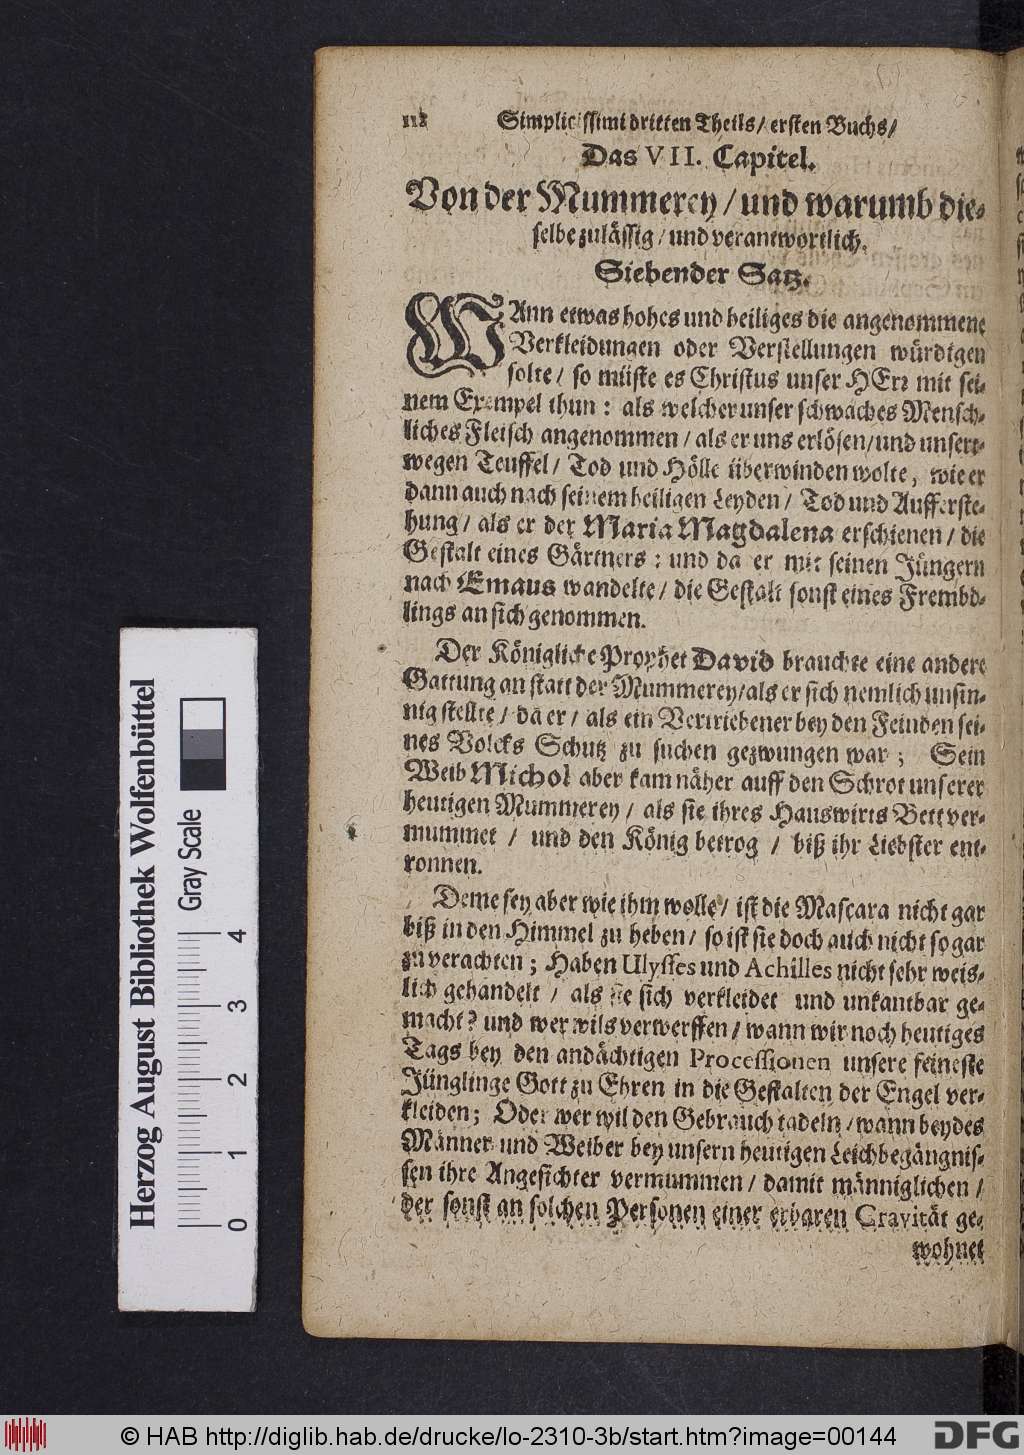 112 Simplicissimi dritten Theils/ ersten Buchs/
Das VII. Capitel.
Von der Mummerey/ und warumb die-
selbe zulässig/ und verantwortlich.
Siebender Satz.
WAnn etwas hohes und heiliges die angenommene
Verkleidungen oder Verstellungen würdigen
solte/ so müste es Christus unser HErr mit sei-
nem Exempel thun: als welcher unser schwaches Mensch-
liches Fleisch angenommen/ als er uns erlösen/ und unsert-
wegen Teuffel/ Tod und Hölle überwinden wolte, wie er
dann auch nach seinem heiligen Leyden/ Tod und Aufferste-
hung/ als er der Maria Magdalena erschienen/ die
Gestalt eines Gärtners: und da er mit seinen Jüngern
nach Emaus wandelte/ die Gestalt sonst eines Frembd-
lings an sich genommen.
Der Königliche Prophet David brauchte eine andere
Gattung an statt der Mummerey/ als er sich nemlich unsin-
nig stellte/ da er/ als ein Vertriebener bey den Feinden sei-
nes Volcks Schutz zu suchen gezwungen war; Sein
Weib Michol aber kam näher auff den Schrot unserer
heutigen Mummerey/ als sie ihres Hauswirts Bett ver-
mummet/ und den König betrog/ biß ihr Liebster ent-
ronnen.
Deme sey aber wie ihm wolle/ ist die Mascara nicht gar
biß in den Himmel zu heben/ so ist sie doch auch nicht so gar
zu verachten; Haben Ulysses und Achilles nicht sehr weis-
lich gehandelt/ als sie sich verkleidet und unkantbar ge-
macht? und wer wils verwerffen/ wann wir noch heutiges
Tags bey den andächtigen Processionen unsere feineste
Jünglinge Gott zu Ehren in die Gestalten der Engel ver-
kleiden; Oder wer wil den Gebrauch tadeln/ wann beydes
Männer und Weiber bey unsern heutigen Leichbegängnis-
sen ihre Angesichter vermummen/ damit männiglichen/
der sonst an solchen Personen einer erbaren Gravität ge-
wohnet
Herzog August Bibliothek Wolfenbüttel
Gray Scale
0 1 2 3 4
© HAB http://diglib.hab.de/drucke/lo-2310-3b/start.htm?image=00144
DFG